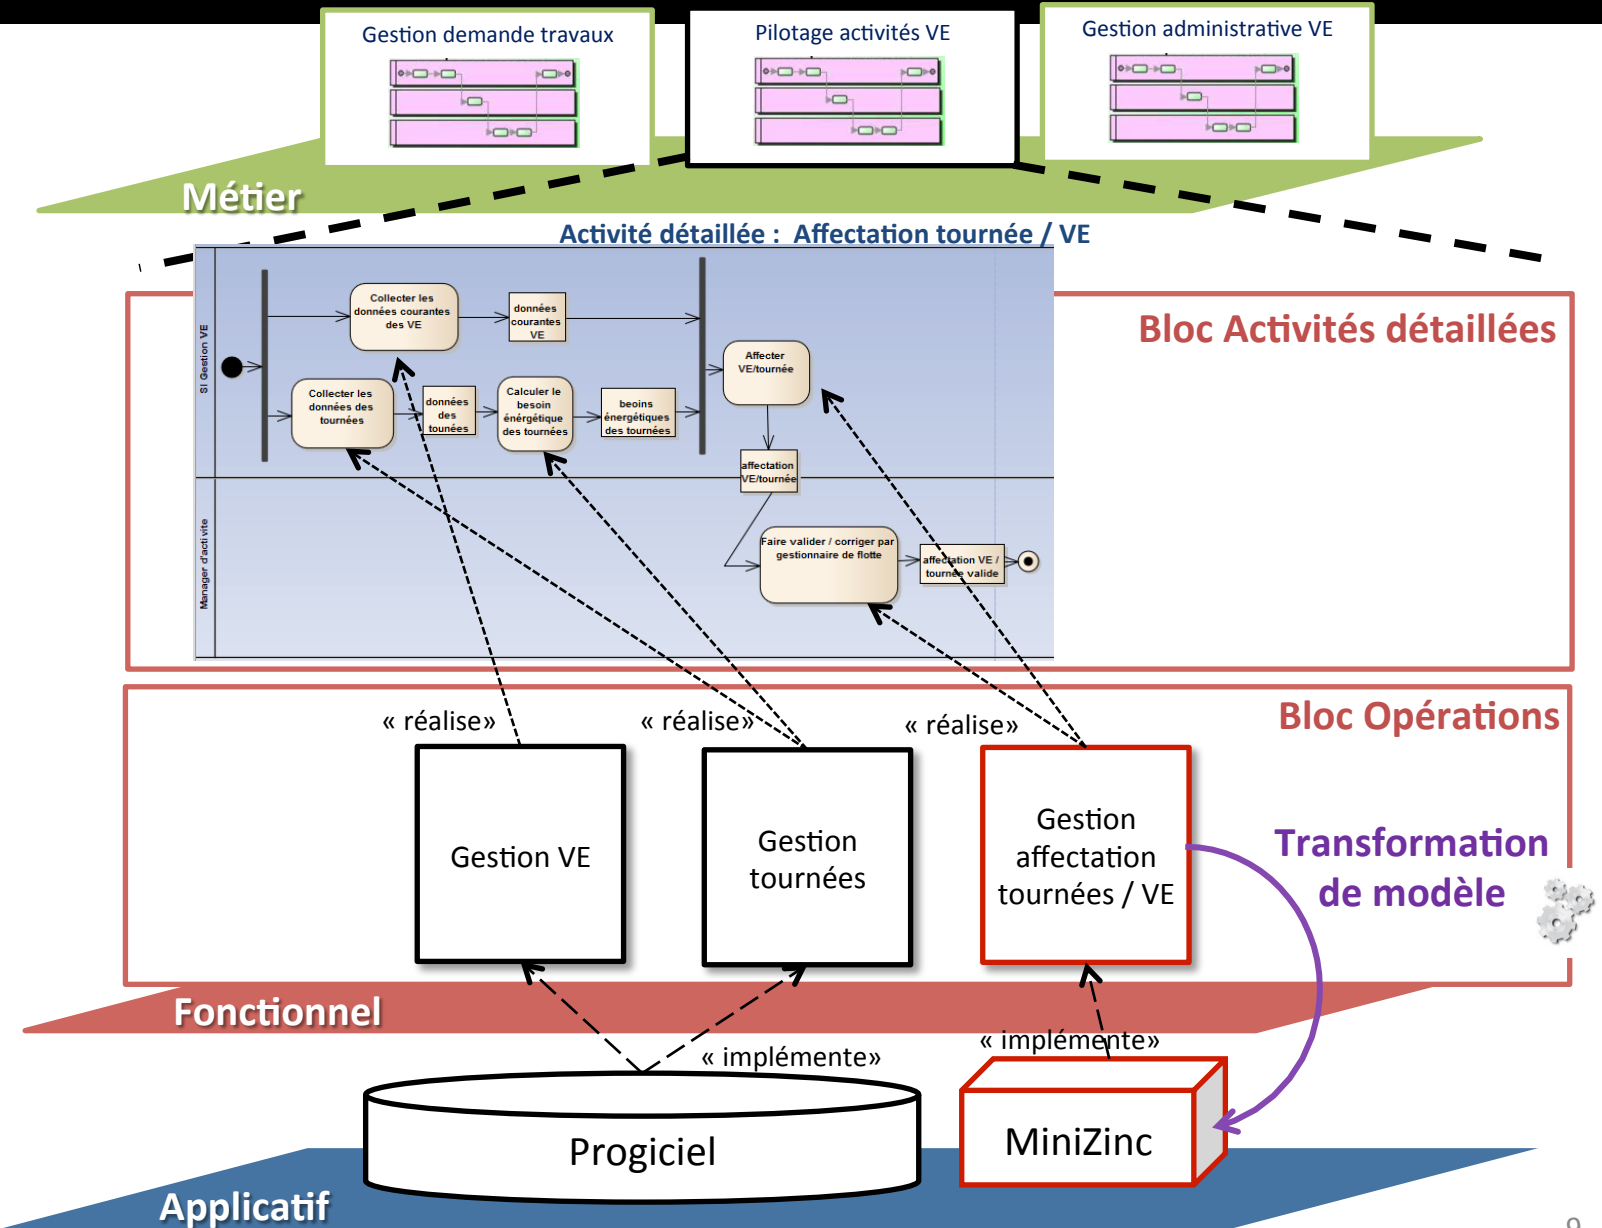 Gestion demande travaux
Pilotage activités VE
Gestion administrative VE
Métier
Activité détaillée : Affectation tournée / VE
Bloc Activités détaillées
SI Gestion VE
Collecter les
données courantes
des VE
données
courantes
VE
Affecter
VE/tournée
Collecter les
données des
tournées
données
des
tounées
Calculer le
besoin
énérgétique
des tournées
beoins
énergétiques
des tournées
affectation
VE/tournée
Manager d'activite
Faire valider / corriger par
gestionnaire de flotte
affectation VE /
tournée valide
Bloc Opérations
« réalise»
« réalise»
« réalise»
Gestion VE
Gestion
tournées
Gestion
affectation
tournées / VE
Transformation
de modèle
Fonctionnel
« implémente»
« implémente»
Progiciel
MiniZinc
Applicatif
9